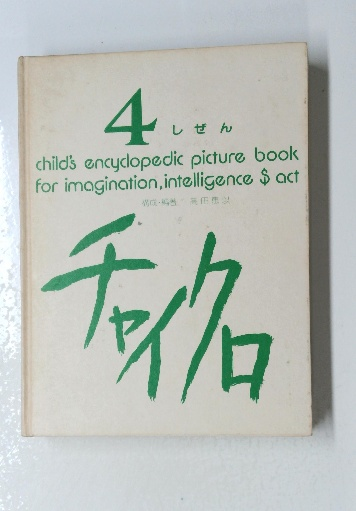 4 しぜん
child's encyclopedic picture book
for imagination, intelligence $ act
チャイクロ